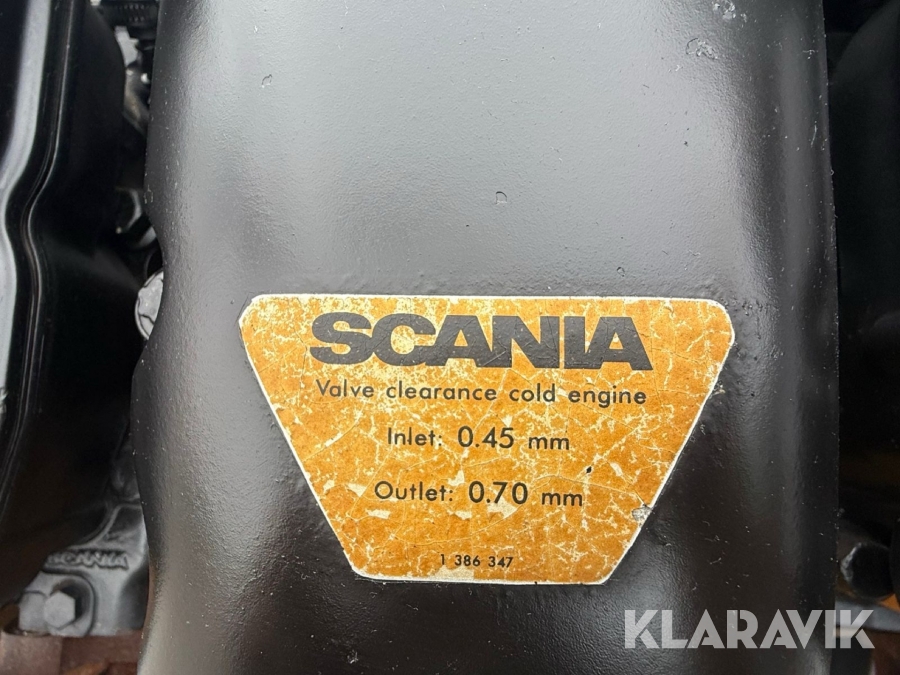 SCANIA
Valve clearance cold engine
Inlet: 0.45 mm
Outlet: 0.70 mm
1 386 347
SCANIA
KLARAVIK